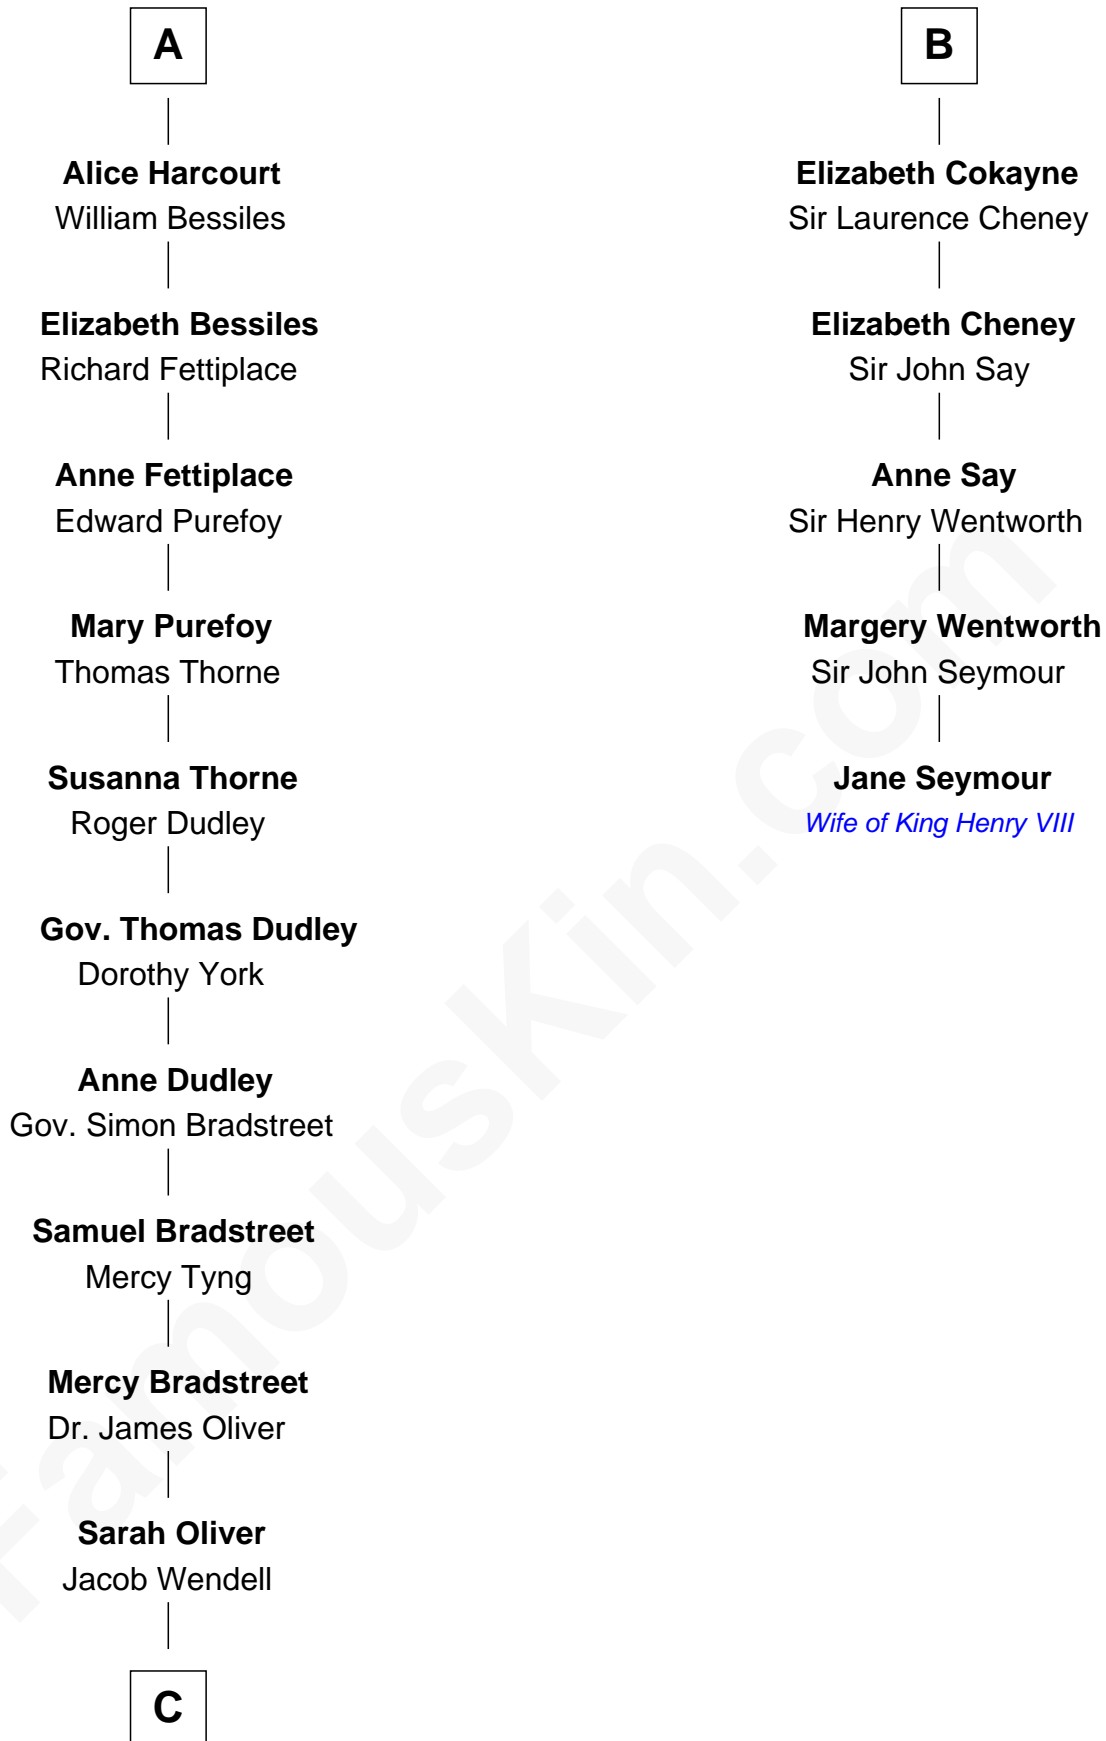 A
Alice Harcourt
William Bessiles
Elizabeth Bessiles
Richard Fettiplace
Anne Fettiplace
Edward Purefoy
Mary Purefoy
Thomas Thorne
Susanna Thorne
Roger Dudley
Gov. Thomas Dudley
Dorothy York
Anne Dudley
Gov. Simon Bradstreet
Samuel Bradstreet
Mercy Tyng
Mercy Bradstreet
Dr. James Oliver
Sarah Oliver
Jacob Wendell
C
B
Elizabeth Cokayne
Sir Laurence Cheney
Elizabeth Cheney
Sir John Say
Anne Say
Sir Henry Wentworth
Margery Wentworth
Sir John Seymour
Jane Seymour
Wife of King Henry VIII
FamousKin.com